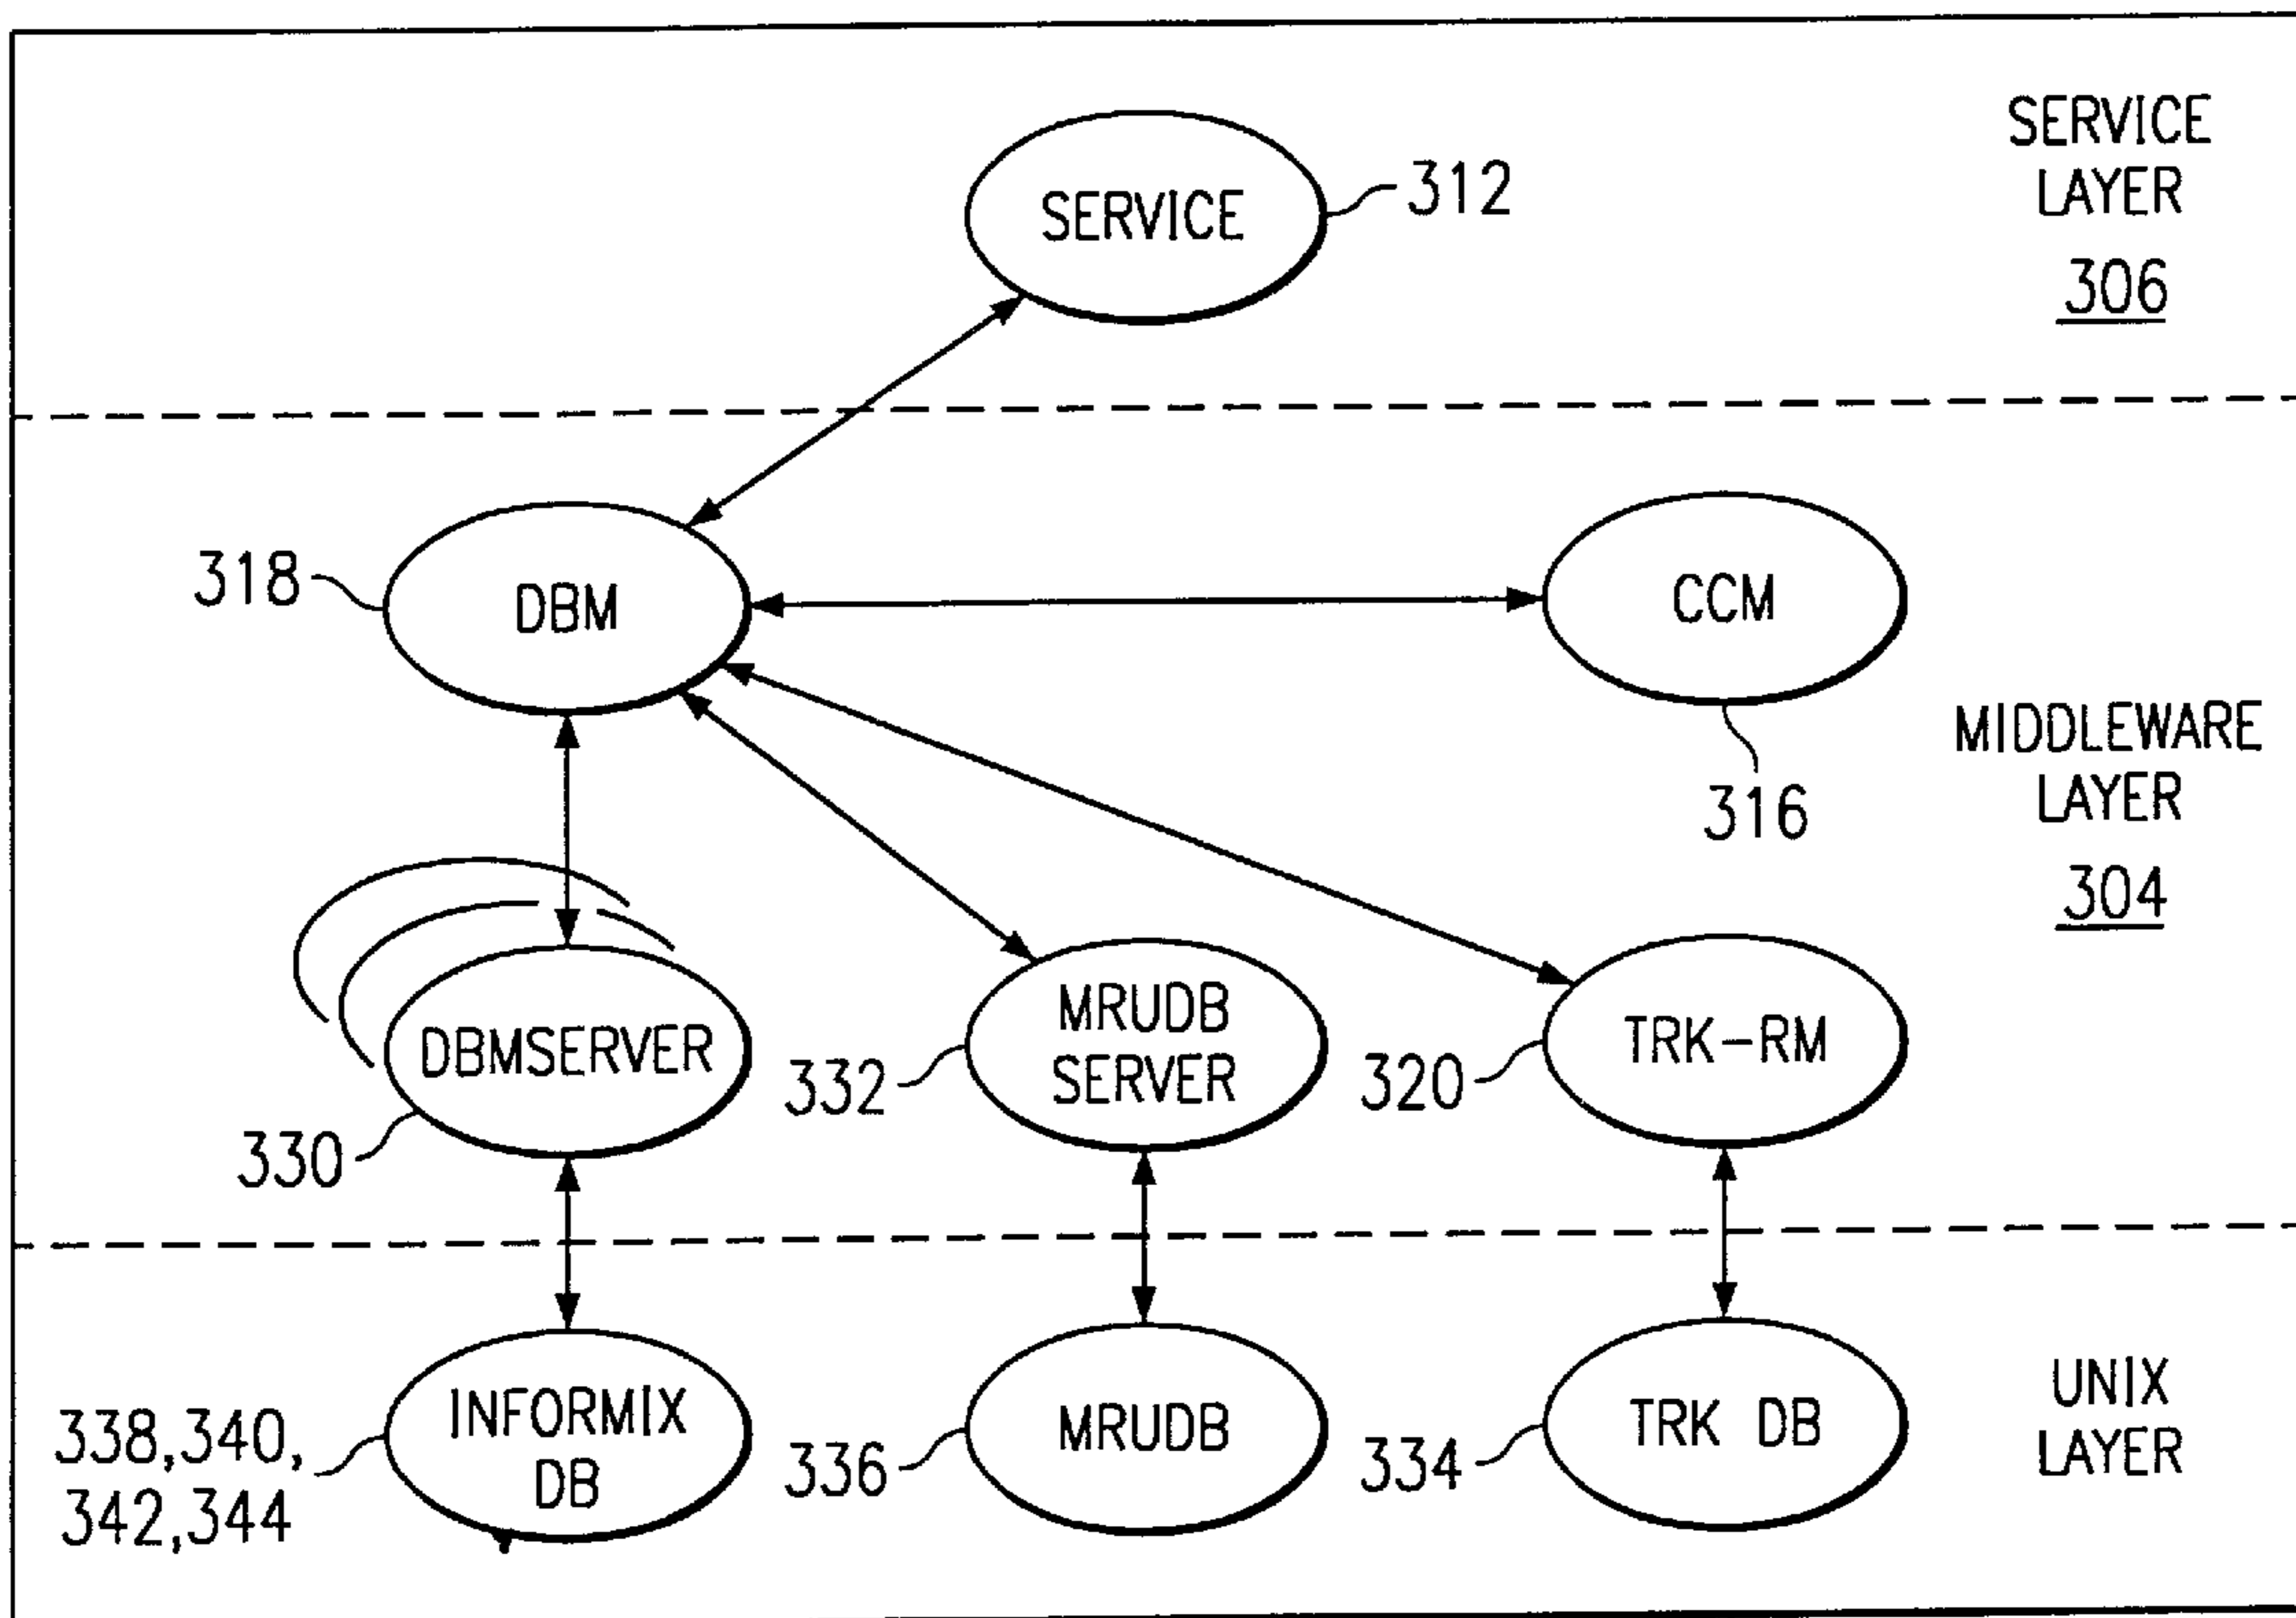 SERVICE
LAYER
306
SERVICE
312
318
DBM
CCM
316
MIDDLEWARE
LAYER
304
DBMSERVER
330
MRUDB
SERVER
332
TRK-RM
320
INFORMIX
DB
338,340,
342,344
MRUDB
336
TRK DB
334
UNIX
LAYER